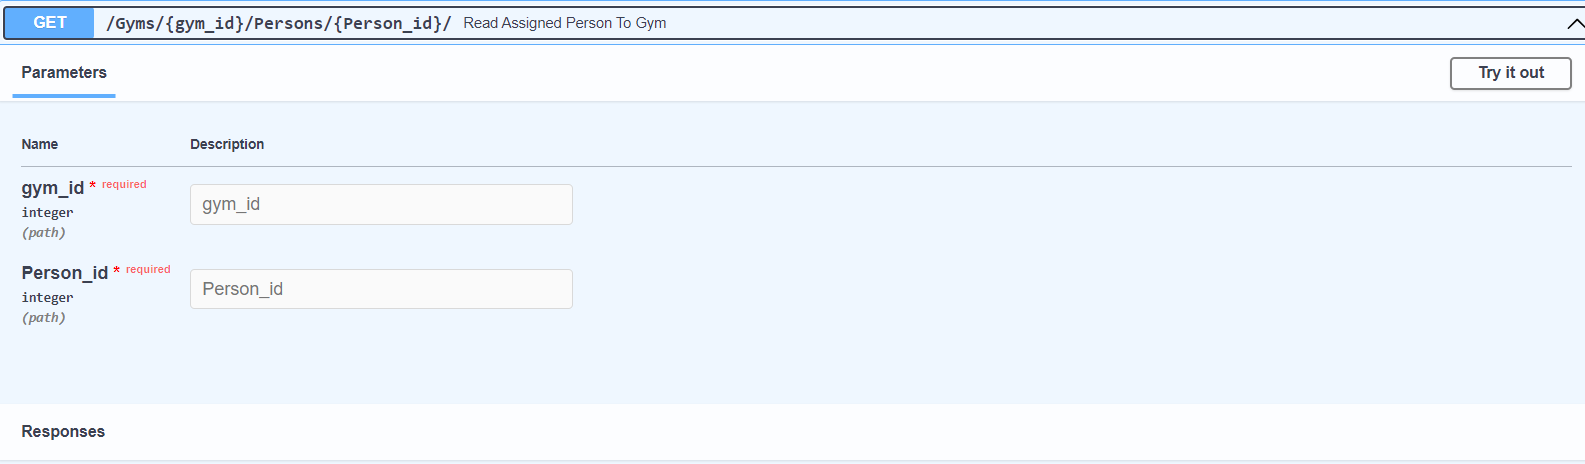 GET /Gyms/{gym_id}/Persons/{Person_id}/ Read Assigned Person To Gym
Parameters Try it out
Name Description
gym_id * required gym_id
integer
(path)
Person_id * required Person_id
integer
(path)
Responses